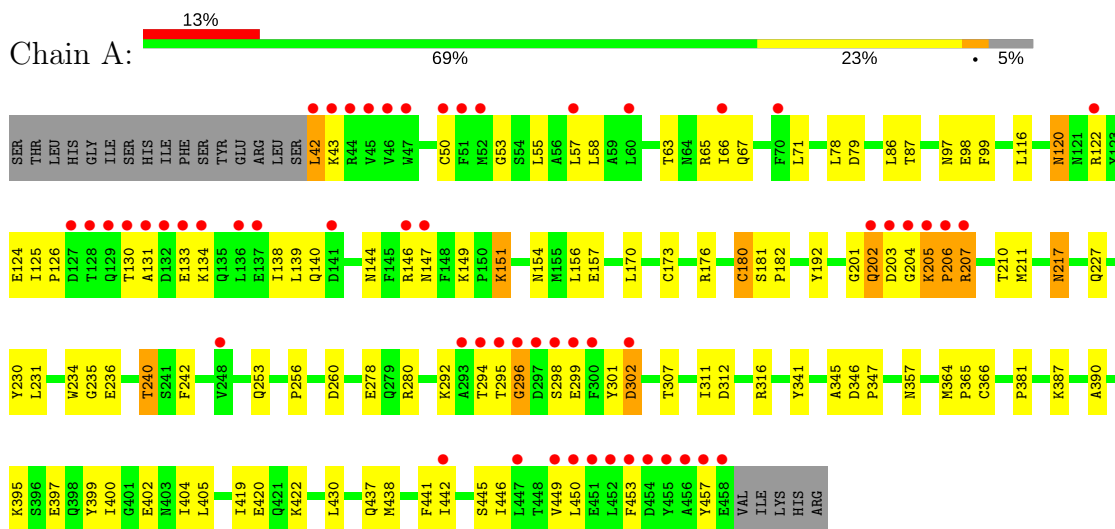 13%
Chain A:
69% 23% • 5%
SER THR LEU HIS GLY ILE SER HIS ILE PHE SER TYR GLU ARG LEU SER L42 K43 R44 V45 V46 W47 C50 F51 M52 G53 S54 L55 A56 L57 L58 A59 L60 T63 N64 R65 I66 Q67 F70 L71 L78 D79 L86 T87 N97 E98 F99 L116 N120 N121 R122 Y123
E124 I125 P126 D127 T128 Q129 T130 A131 D132 E133 K134 Q135 L136 E137 I138 L139 Q140 D141 N144 F145 R146 N147 F148 K149 P150 K151 N154 M155 L156 E157 L170 C173 R176 C180 S181 P182 Y192 G201 Q202 D203 G204 K205 P206 R207 T210 M211 N217 Q227
Y230 L231 W234 G235 E236 T240 S241 F242 V248 Q253 P256 D260 E278 Q279 R280 K292 A293 T294 T295 G296 D297 S298 E299 F300 Y301 D302 T307 I311 D312 R316 Y341 A345 D346 P347 N357 M364 P365 C366 P381 K387 A390
K395 S396 E397 Q398 Y399 I400 G401 E402 N403 I404 L405 I419 E420 Q421 K422 L430 Q437 M438 F441 I442 S445 I446 L447 T448 V449 L450 E451 L452 F453 D454 Y455 A456 Y457 E458 VAL ILE LYS HIS ARG